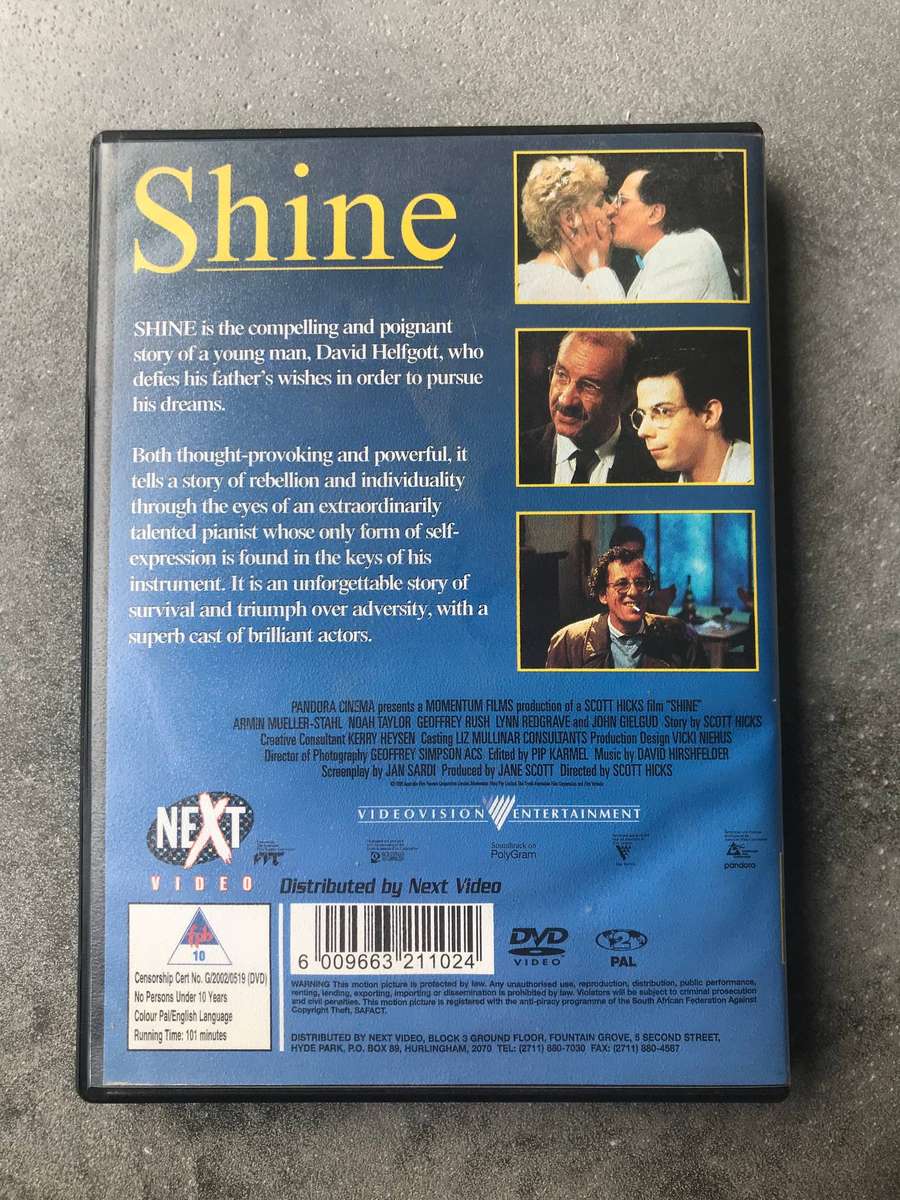 Shine
SHINE is the compelling and poignant
story of a young man, David Helfgott, who
defies his father's wishes in order to pursue
his dreams.
Both thought-provoking and powerful, it
tells a story of rebellion and individuality
through the eyes of an extraordinarily
talented pianist whose only form of self-
expression is found in the keys of his
instrument. It is an unforgettable story of
survival and triumph over adversity, with a
superb cast of brilliant actors.
PANDORA CINEMA presents a MOMENTUM FILMS production of a SCOTT HICKS film "SHINE"
ARMIN MUELLER-STAHL NOAH TAYLOR GEOFFREY RUSH LYNN REDGRAVE and JOHN GIELGUD Story by SCOTT HICKS
Creative Consultant KERRY HEYSEN Casting LIZ MULLINAR CONSULTANTS Production Design VICKI NIEHUS
Director of Photography GEOFFREY SIMPSON ACS Edited by PIP KARMEL Music by DAVID HIRSHFELDER
Screenplay by JAN SARDI Produced by JANE SCOTT Directed by SCOTT HICKS
NEXT
VIDEO
VIDEOVISION ENTERTAINMENT
Soundtrack on
PolyGram
pandora
Distributed by Next Video
fpb
10
Censorship Cert No. G/2002/0519 (DVD)
No Persons Under 10 Years
Colour Pal/English Language
Running Time: 101 minutes
6 009663 211024
DVD
VIDEO
2
PAL
WARNING This motion picture is protected by law. Any unauthorised use, reproduction, distribution, public performance,
renting, lending, exporting, importing or dissemination is prohibited by law. Violators will be subject to criminal prosecution
and civil penalties. This motion picture is registered with the anti-piracy programme of the South African Federation Against
Copyright Theft, SAFACT.
DISTRIBUTED BY NEXT VIDEO, BLOCK 3 GROUND FLOOR, FOUNTAIN GROVE, 5 SECOND STREET,
HYDE PARK, P.O. BOX 89, HURLINGHAM, 2070 TEL: (2711) 880-7030 FAX: (2711) 880-4567